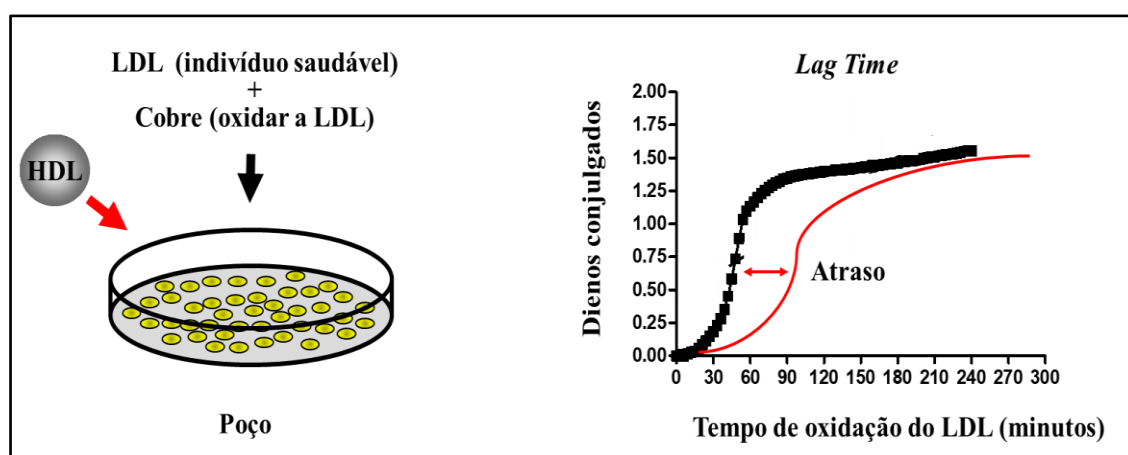 LDL (indivíduo saudável)
+
Cobre (oxidar a LDL)
HDL
Poço
Lag Time
Dienos conjulgados
2.00
1.75
1.50
1.25
1.00
0.75
0.50
0.25
0.00
Atraso
0 30 60 90 120 150 180 210 240 270 300
Tempo de oxidação do LDL (minutos)